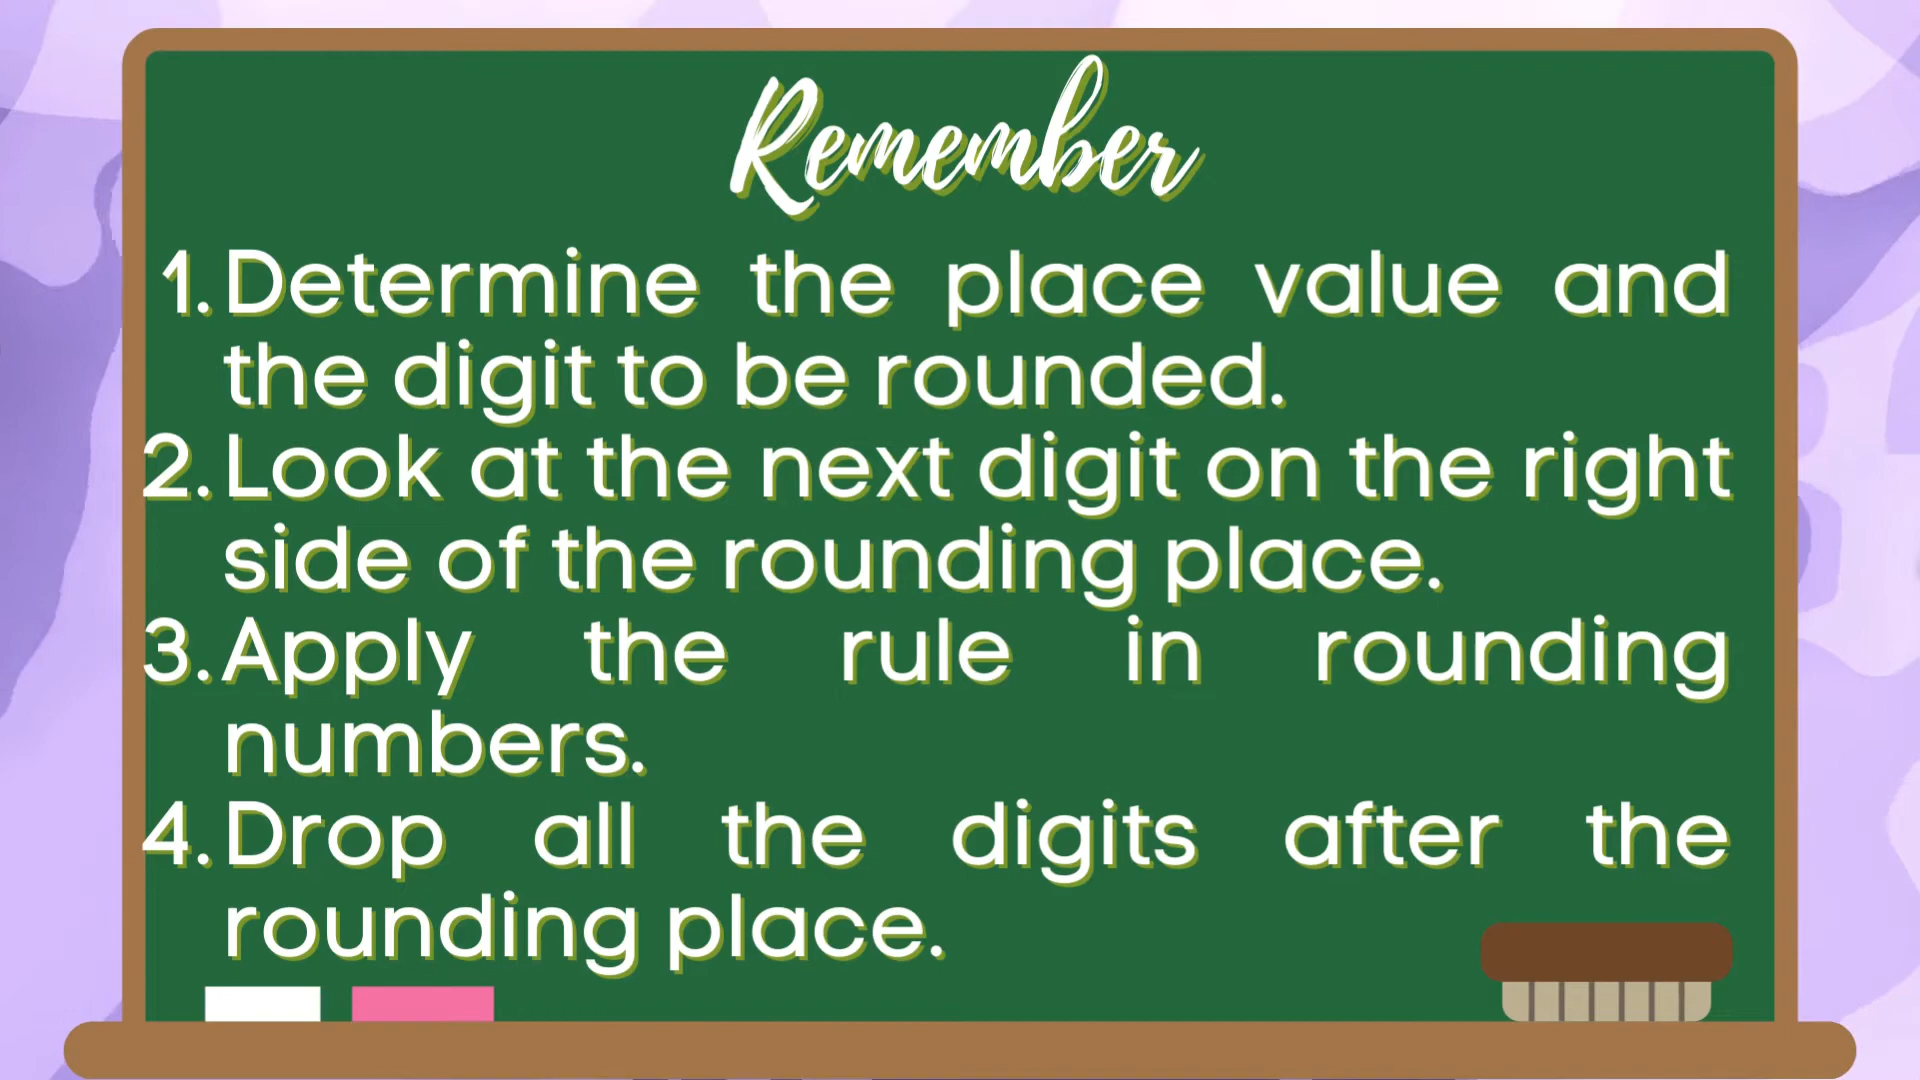 Remember
1. Determine the place value and
the digit to be rounded.
2. Look at the next digit on the right
side of the rounding place.
3. Apply the rule in rounding
numbers.
4. Drop all the digits after the
rounding place.